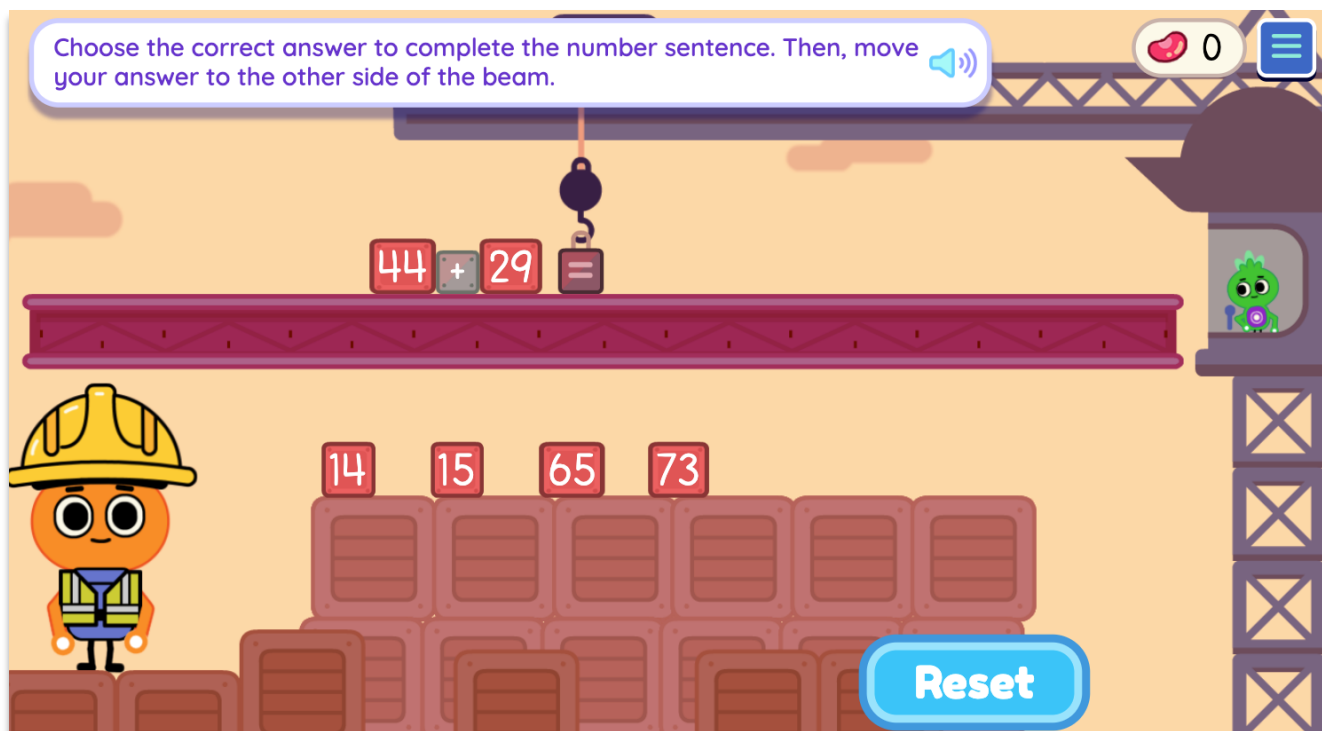 Choose the correct answer to complete the number sentence. Then, move
your answer to the other side of the beam.
0
44 + 29 =
14 15 65 73
Reset